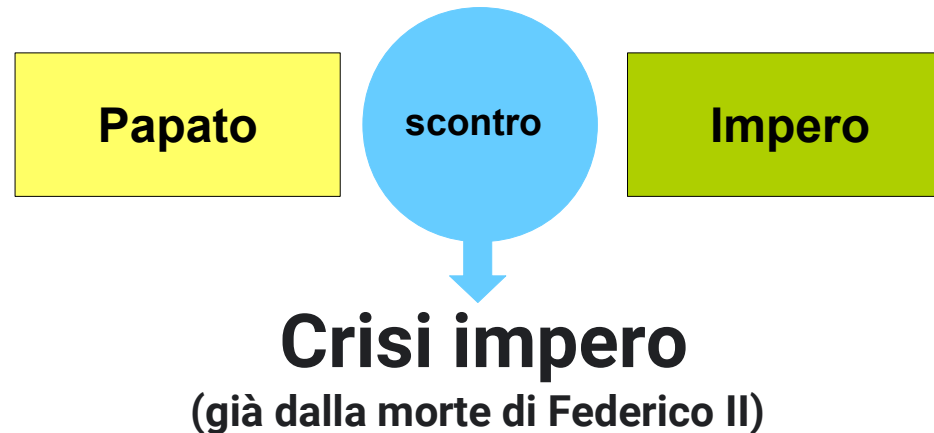 Papato
scontro
Impero
Crisi impero
(già dalla morte di Federico II)